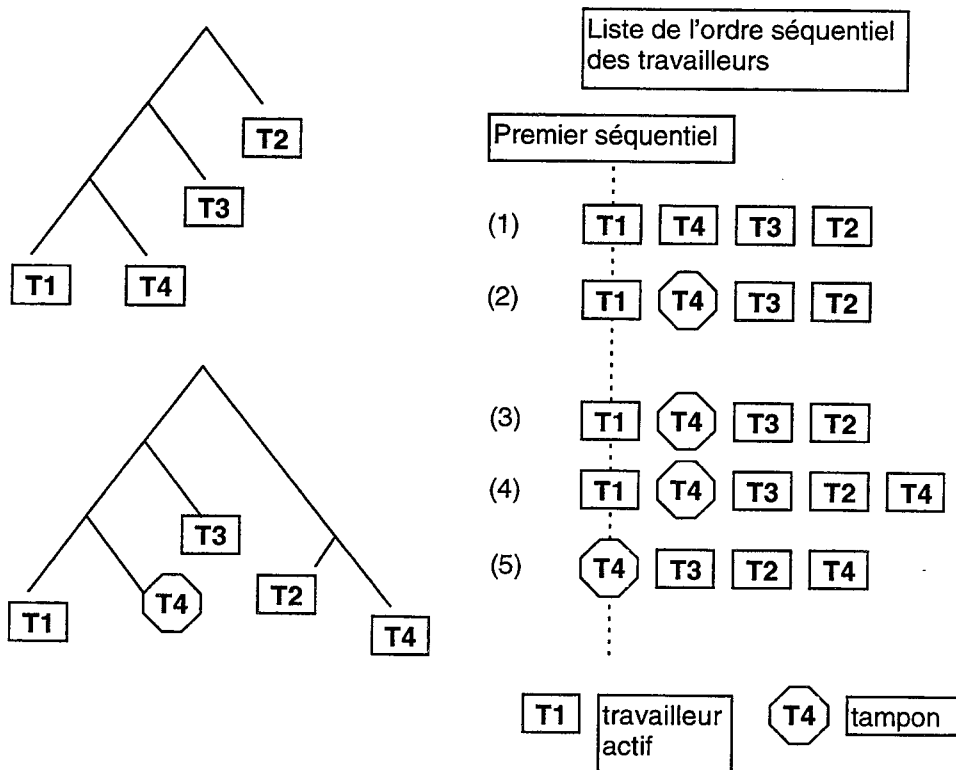 Liste de l'ordre séquentiel
des travailleurs
Premier séquentiel
T2
T3
T1 T4
(1) T1 T4 T3 T2
(2) T1 T4 T3 T2
T3
T1 T4 T2 T4
(3) T1 T4 T3 T2
(4) T1 T4 T3 T2 T4
(5) T4 T3 T2 T4
T1 travailleur
actif
T4 tampon